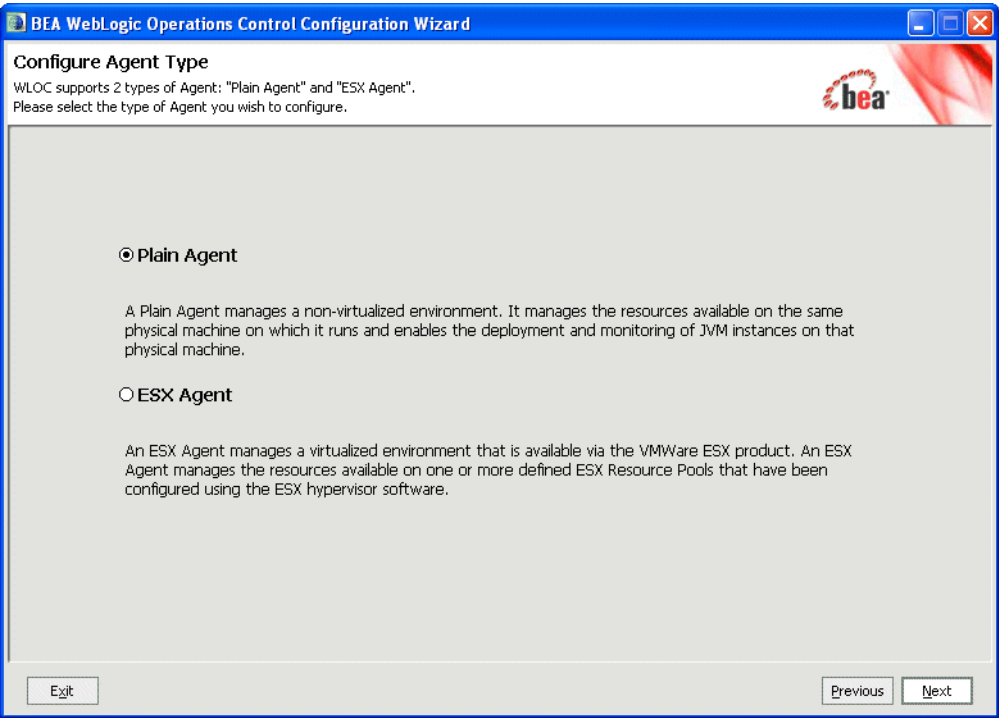 BEA WebLogic Operations Control Configuration Wizard
Configure Agent Type
WLOC supports 2 types of Agent: "Plain Agent" and "ESX Agent".
Please select the type of Agent you wish to configure.
bea
Plain Agent
A Plain Agent manages a non-virtualized environment. It manages the resources available on the same
physical machine on which it runs and enables the deployment and monitoring of JVM instances on that
physical machine.
ESX Agent
An ESX Agent manages a virtualized environment that is available via the VMWare ESX product. An ESX
Agent manages the resources available on one or more defined ESX Resource Pools that have been
configured using the ESX hypervisor software.
Exit
Previous
Next